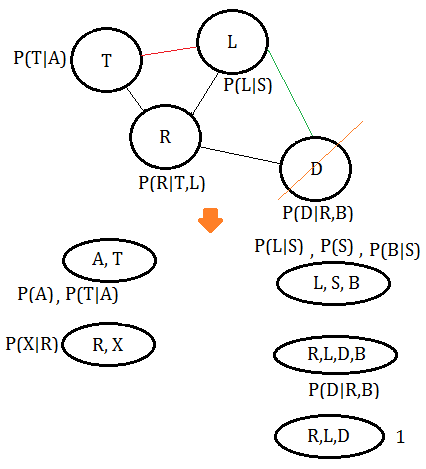 L
P(T|A)
T
P(L|S)
R
D
P(R|T,L)
P(D|R,B)
P(L|S) , P(S) , P(B|S)
A, T
L, S, B
P(A) , P(T|A)
P(X|R)
R, X
R,L,D,B
P(D|R,B)
R,L,D
1